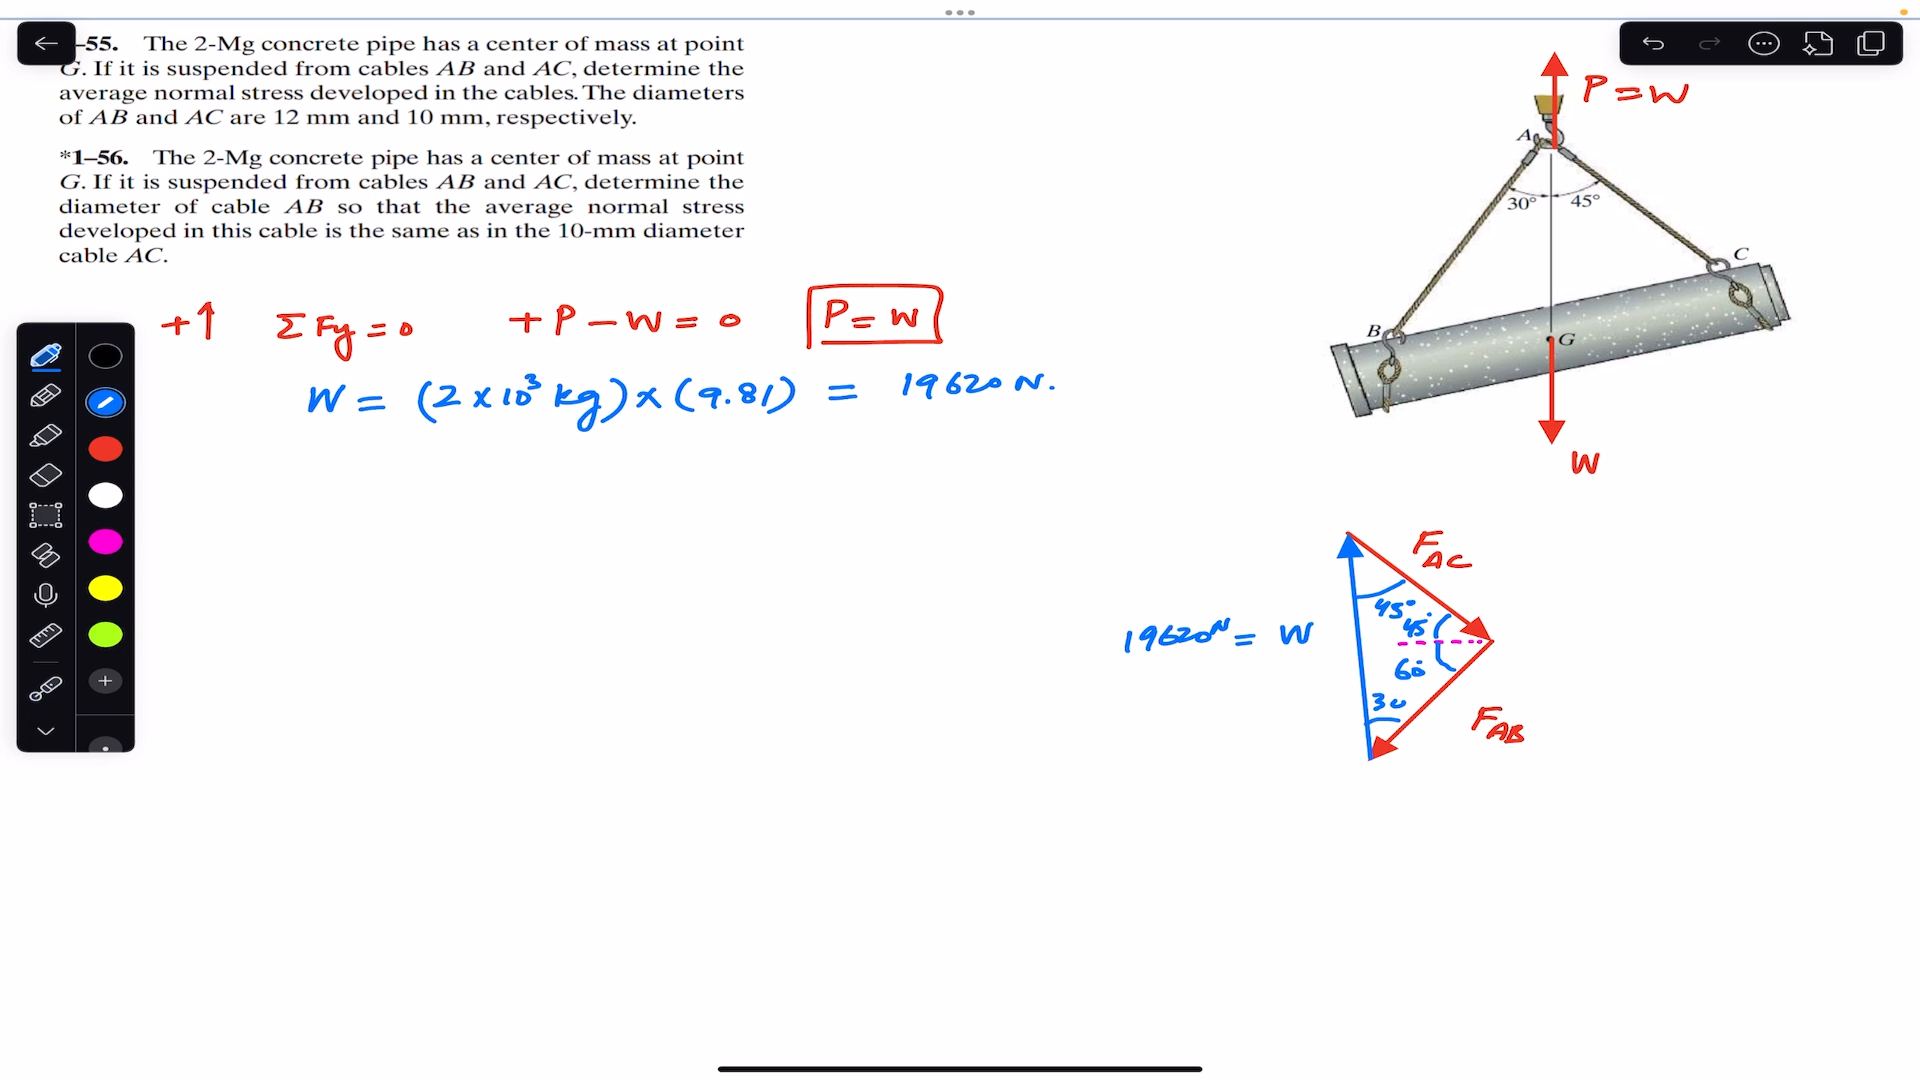 -55. The 2-Mg concrete pipe has a center of mass at point
G. If it is suspended from cables AB and AC, determine the
average normal stress developed in the cables. The diameters
of AB and AC are 12 mm and 10 mm, respectively.
*1–56. The 2-Mg concrete pipe has a center of mass at point
G. If it is suspended from cables AB and AC, determine the
diameter of cable AB so that the average normal stress
developed in this cable is the same as in the 10-mm diameter
cable AC.
P = W
A
30° 45°
C
B
G
W
+↑ ΣFy = 0 +P – W = 0 P = W
W = (2 x 10³ kg) x (9.81) = 19620 N.
F AC
45°
45°
19620 N = W
60°
30
F AB